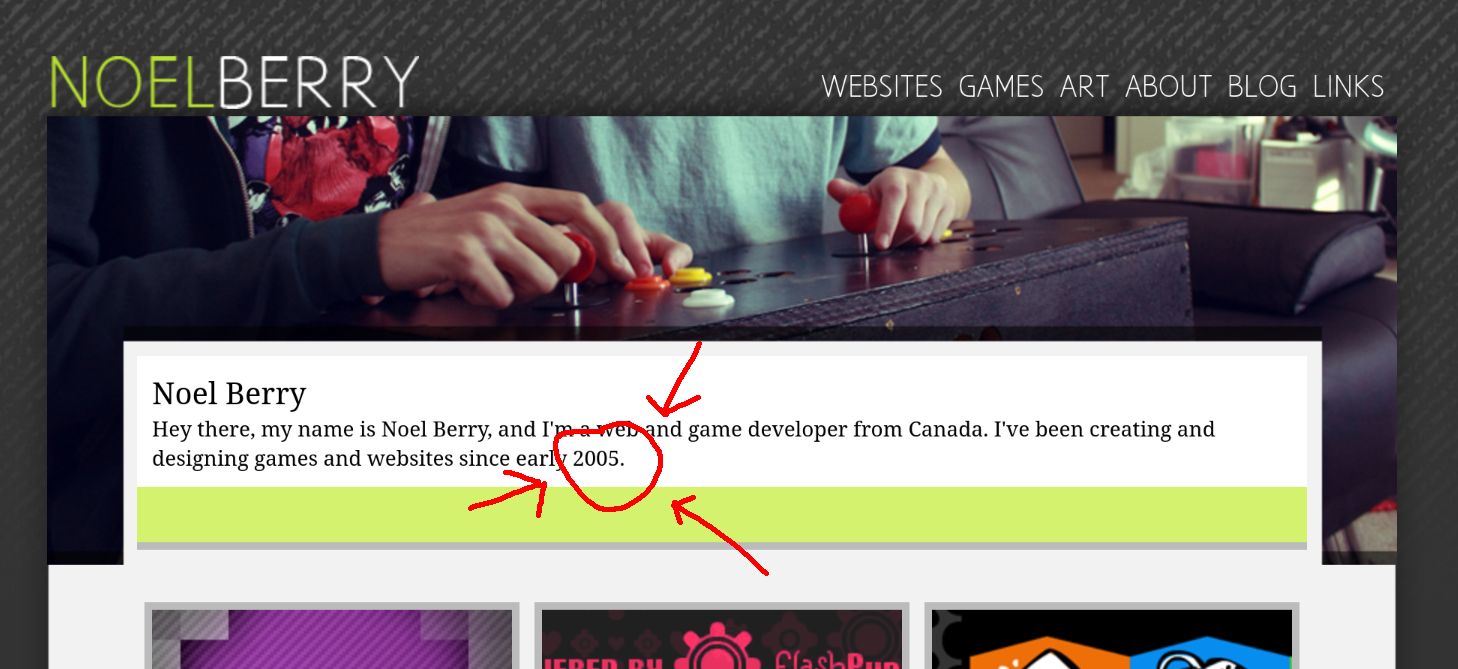 NOELBERRY
WEBSITES GAMES ART ABOUT BLOG LINKS
Noel Berry
Hey there, my name is Noel Berry, and I'm a web and game developer from Canada. I've been creating and
designing games and websites since early 2005.